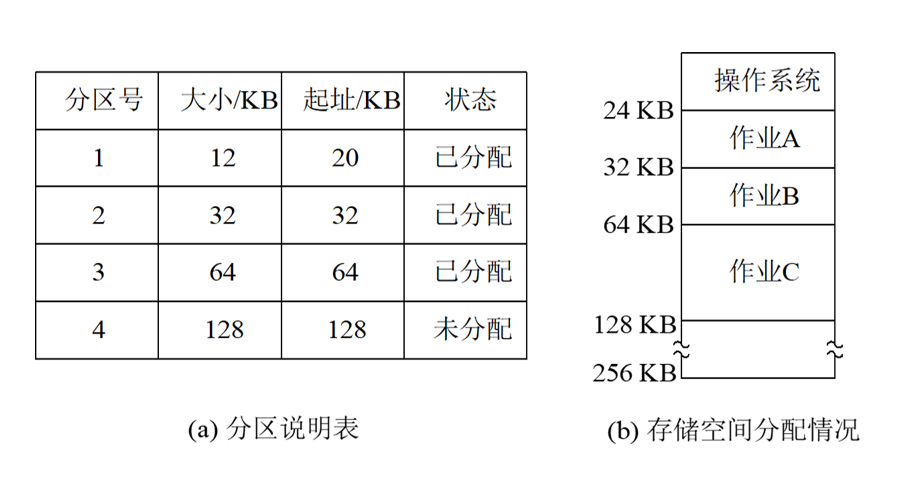 分区号 大小/KB 起址/KB 状态
1 12 20 已分配
2 32 32 已分配
3 64 64 已分配
4 128 128 未分配
(a) 分区说明表
操作系统
24 KB
作业A
32 KB
作业B
64 KB
作业C
128 KB
256 KB
(b) 存储空间分配情况